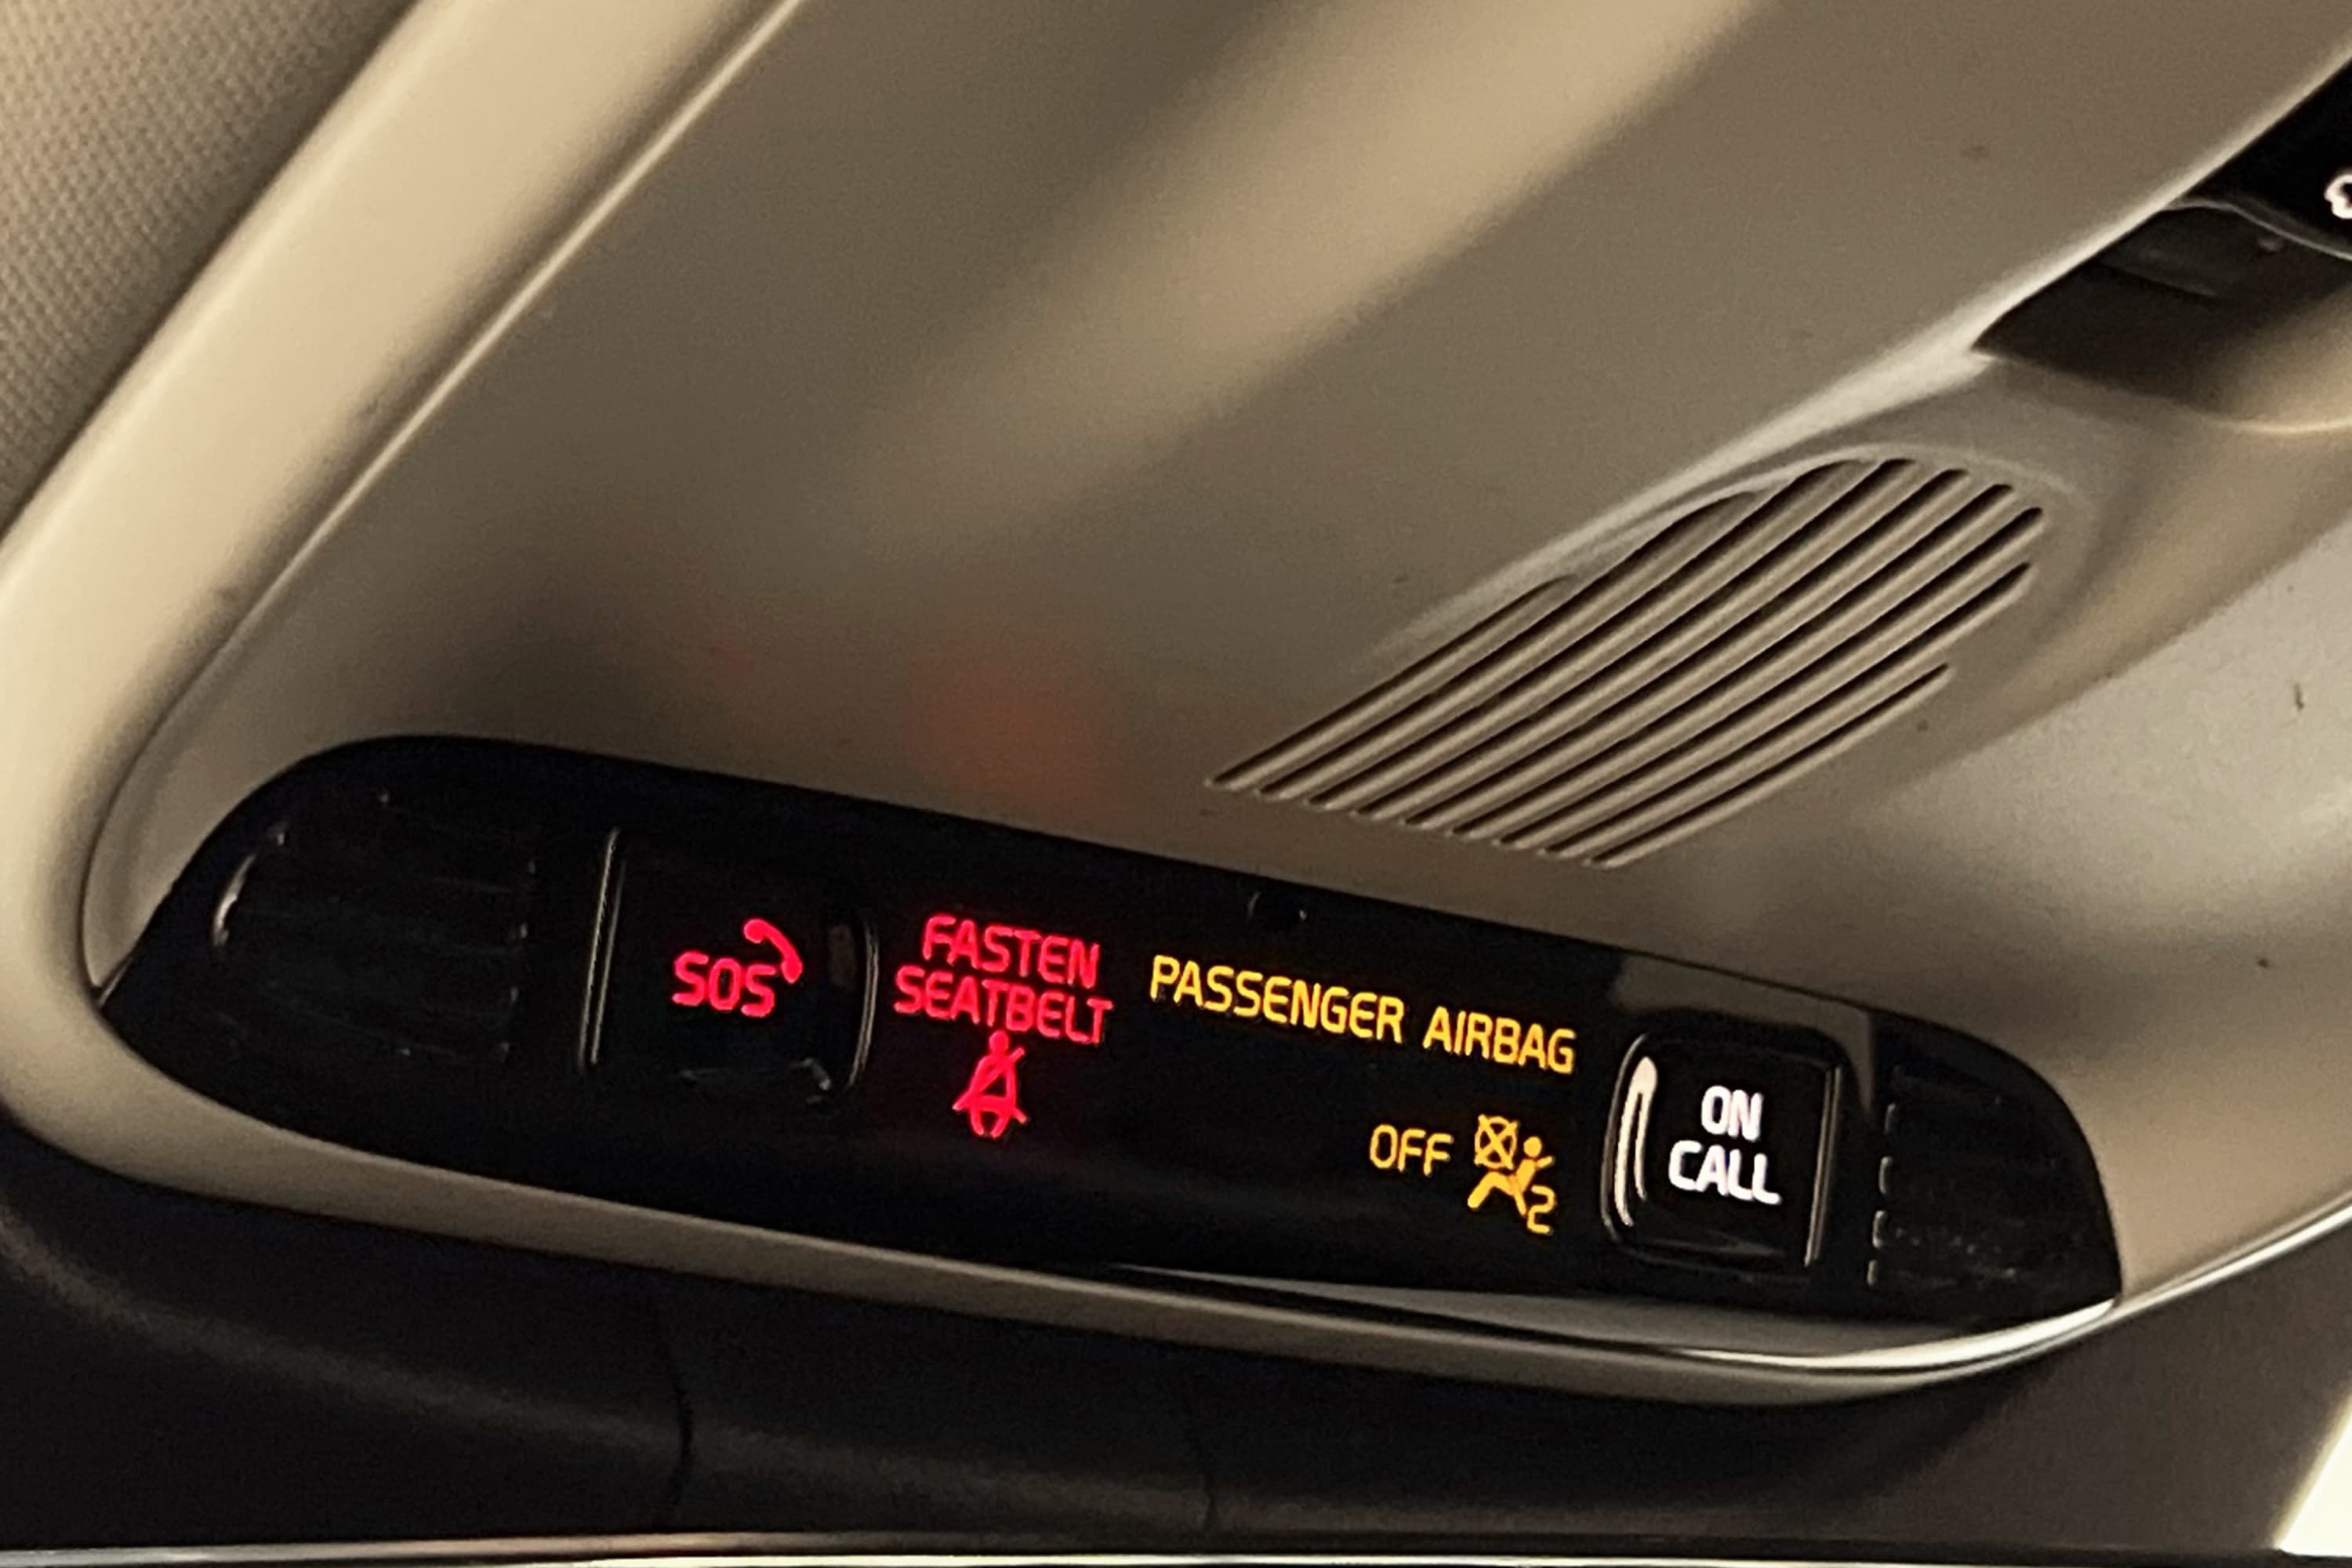 SOS
FASTEN
SEATBELT
PASSENGER AIRBAG
OFF 2
ON
CALL